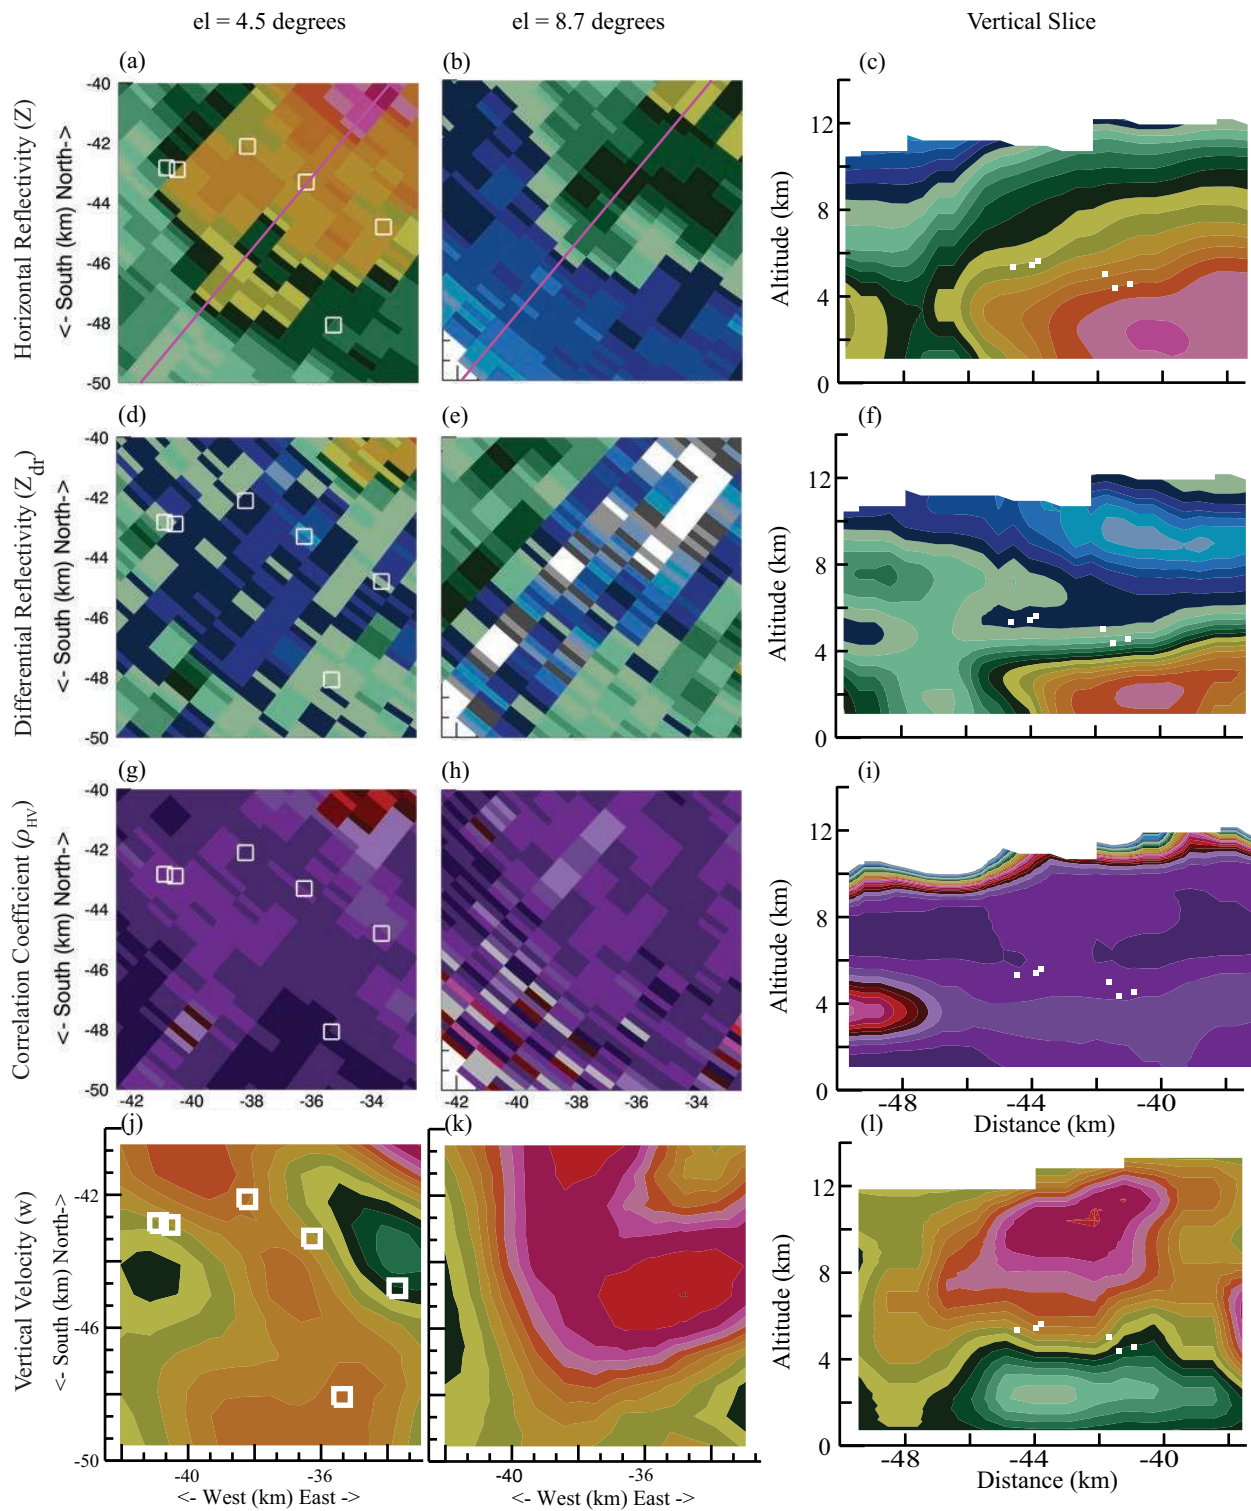 el = 4.5 degrees
el = 8.7 degrees
Vertical Slice
(a)
(b)
(c)
Horizontal Reflectivity (Z)
<- South (km) North->
-40
-42
-44
-46
-48
-50
Altitude (km)
12
8
4
0
(d)
(e)
(f)
Differential Reflectivity (Zdr)
<- South (km) North->
-40
-42
-44
-46
-48
-50
Altitude (km)
12
8
4
0
(g)
(h)
(i)
Correlation Coefficient (ρHV)
<- South (km) North->
-40
-42
-44
-46
-48
-50
-42 -40 -38 -36 -34
-42 -40 -38 -36 -34
Altitude (km)
12
8
4
0
-48 -44 -40
Distance (km)
(j)
(k)
(l)
Vertical Velocity (w)
<- South (km) North->
-42
-46
-50
-40 -36
<- West (km) East ->
-40 -36
<- West (km) East ->
Altitude (km)
12
8
4
0
-48 -44 -40
Distance (km)